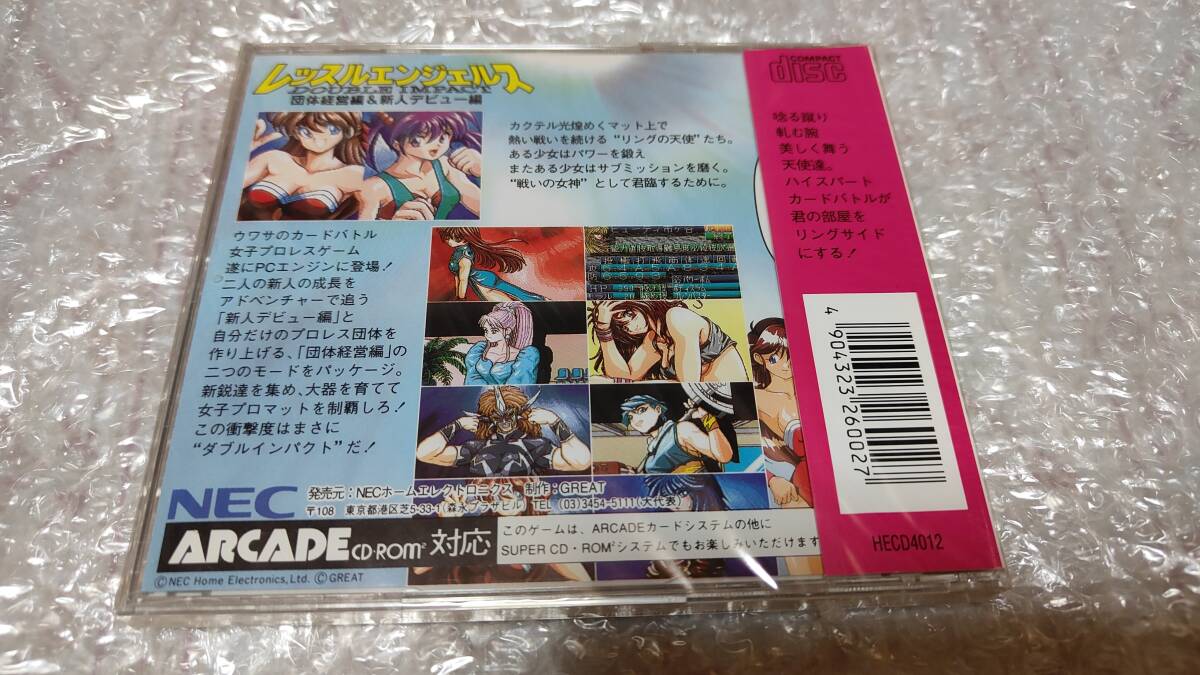 レッスルエンジェルス
DOUBLE IMPACT
団体経営編&新人デビュー編
カクテル光煌めくマット上で
熱い戦いを続ける“リングの天使”たち。
ある少女はパワーを鍛え
またある少女はサブミッションを磨く。
“戦いの女神”として君臨するために。
ウワサのカードバトル
女子プロレスゲーム
遂にPCエンジンに登場!
二人の新人の成長を
アドベンチャーで追う
「新人デビュー編」と
自分だけのプロレス団体を
作り上げる、「団体経営編」の
二つのモードをパッケージ。
新鋭達を集め、大器を育てて
女子プロマットを制覇しろ!
この衝撃度はまさに
“ダブルインパクト”だ!
NEC
発売元:NECホームエレクトロニクス 制作:GREAT
〒108 東京都港区芝5-33-1(森永プラザビル) TEL (03)3454-5111(大代表)
ARCADE CD-ROM² 対応
このゲームは、ARCADEカードシステムの他に
SUPER CD・ROM²システムでもお楽しみいただけます
©NEC Home Electronics,Ltd. ©GREAT
COMPACT
disc
捻る蹴り
軋む腕
美しく舞う
天使達。
ハイスパート
カードバトルが
君の部屋を
リングサイド
にする!
4 904323 260027
HECD4012